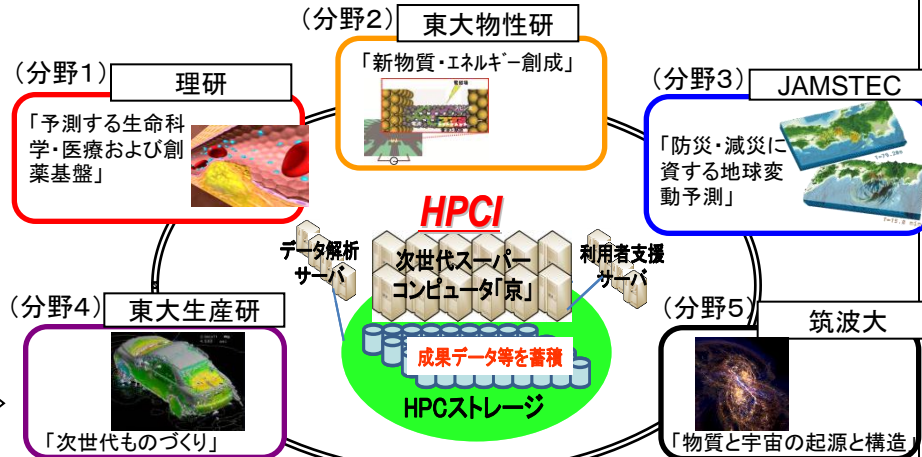 (分野2)
東大物性研
「新物質・エネルギー創成」
(分野1)
理研
「予測する生命科
学・医療および創
薬基盤」
(分野3)
JAMSTEC
「防災・減災に
資する地球変
動予測」
HPCI
データ解析
サーバ
次世代スーパー
コンピュータ「京」
利用者支援
サーバ
成果データ等を蓄積
HPCストレージ
(分野4)
東大生産研
「次世代ものづくり」
(分野5)
筑波大
「物質と宇宙の起源と構造」